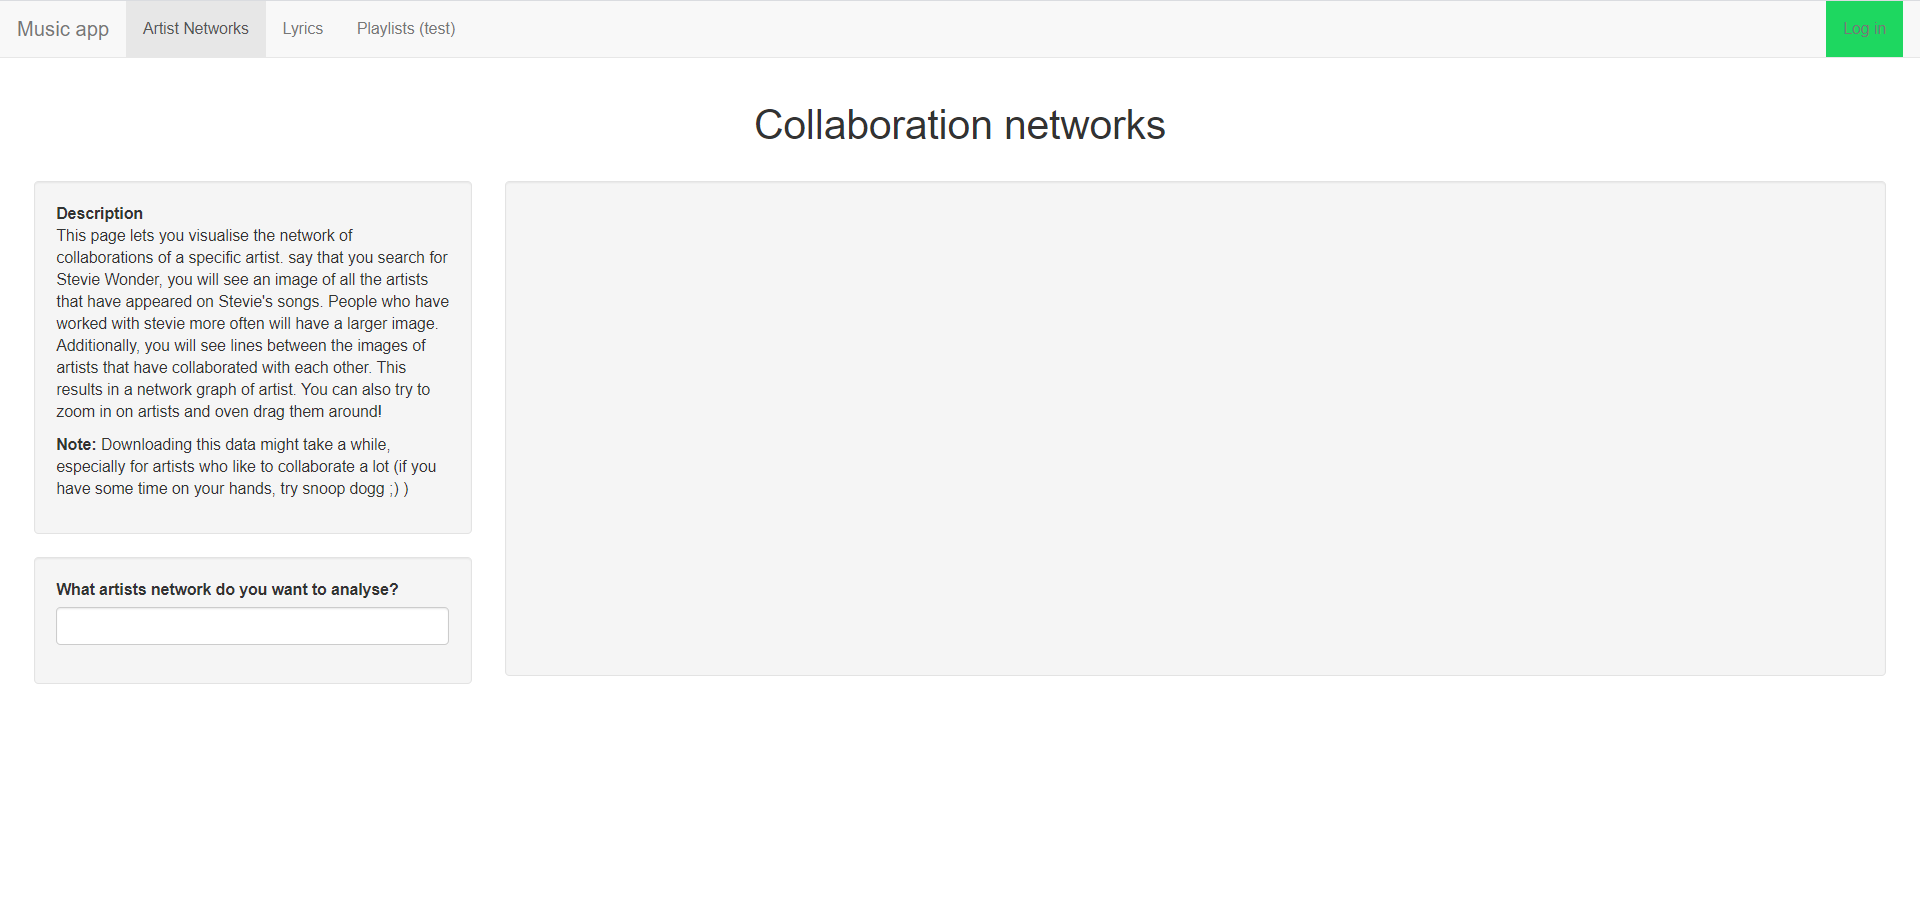 Music app
Artist Networks
Lyrics
Playlists (test)
Log in
Collaboration networks
Description
This page lets you visualise the network of
collaborations of a specific artist. say that you search for
Stevie Wonder, you will see an image of all the artists
that have appeared on Stevie's songs. People who have
worked with stevie more often will have a larger image.
Additionally, you will see lines between the images of
artists that have collaborated with each other. This
results in a network graph of artist. You can also try to
zoom in on artists and oven drag them around!
Note: Downloading this data might take a while,
especially for artists who like to collaborate a lot (if you
have some time on your hands, try snoop dogg ;) )
What artists network do you want to analyse?